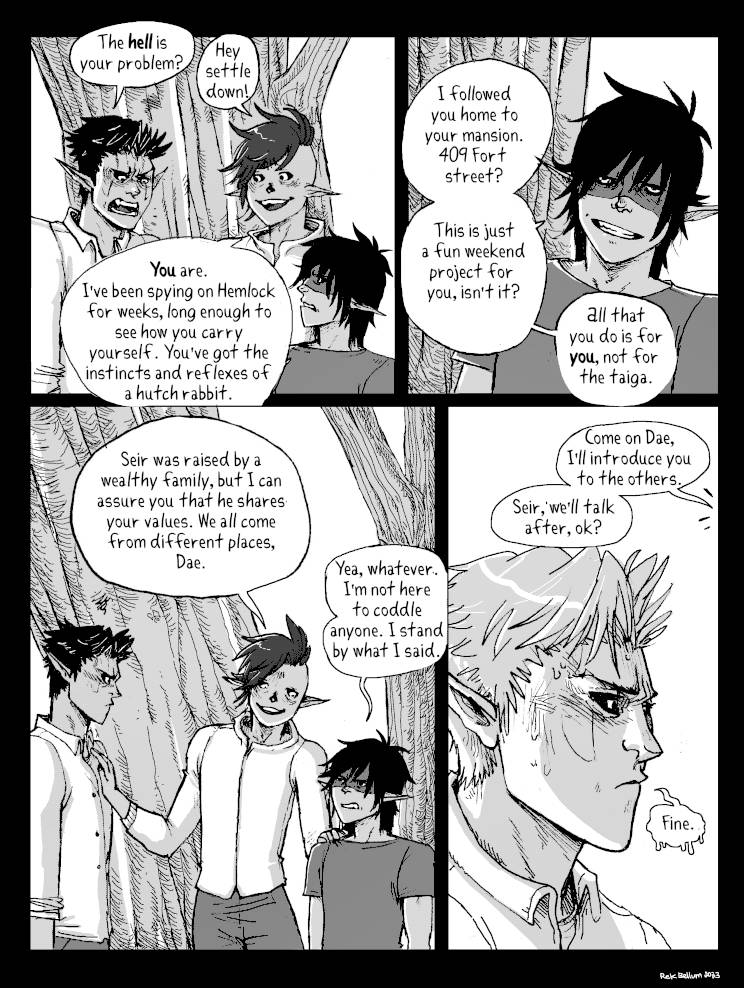 The hell is
your problem?
Hey
settle
down!
You are.
I've been spying on Hemlock
for weeks, long enough to
see how you carry
yourself. You've got the
instincts and reflexes of
a hutch rabbit.
I followed
you home to
your mansion.
409 Fort
street?
This is just
a fun weekend
project for
you, isn't it?
all that
you do is for
you, not for
the taiga.
Seir was raised by a
wealthy family, but I can
assure you that he shares
your values. We all come
from different places,
Dae.
Yea, whatever.
I'm not here
to coddle
anyone. I stand
by what I said.
Come on Dae,
I'll introduce you
to the others.
Seir, we'll talk
after, ok?
Fine.
Rek Bellum 2023